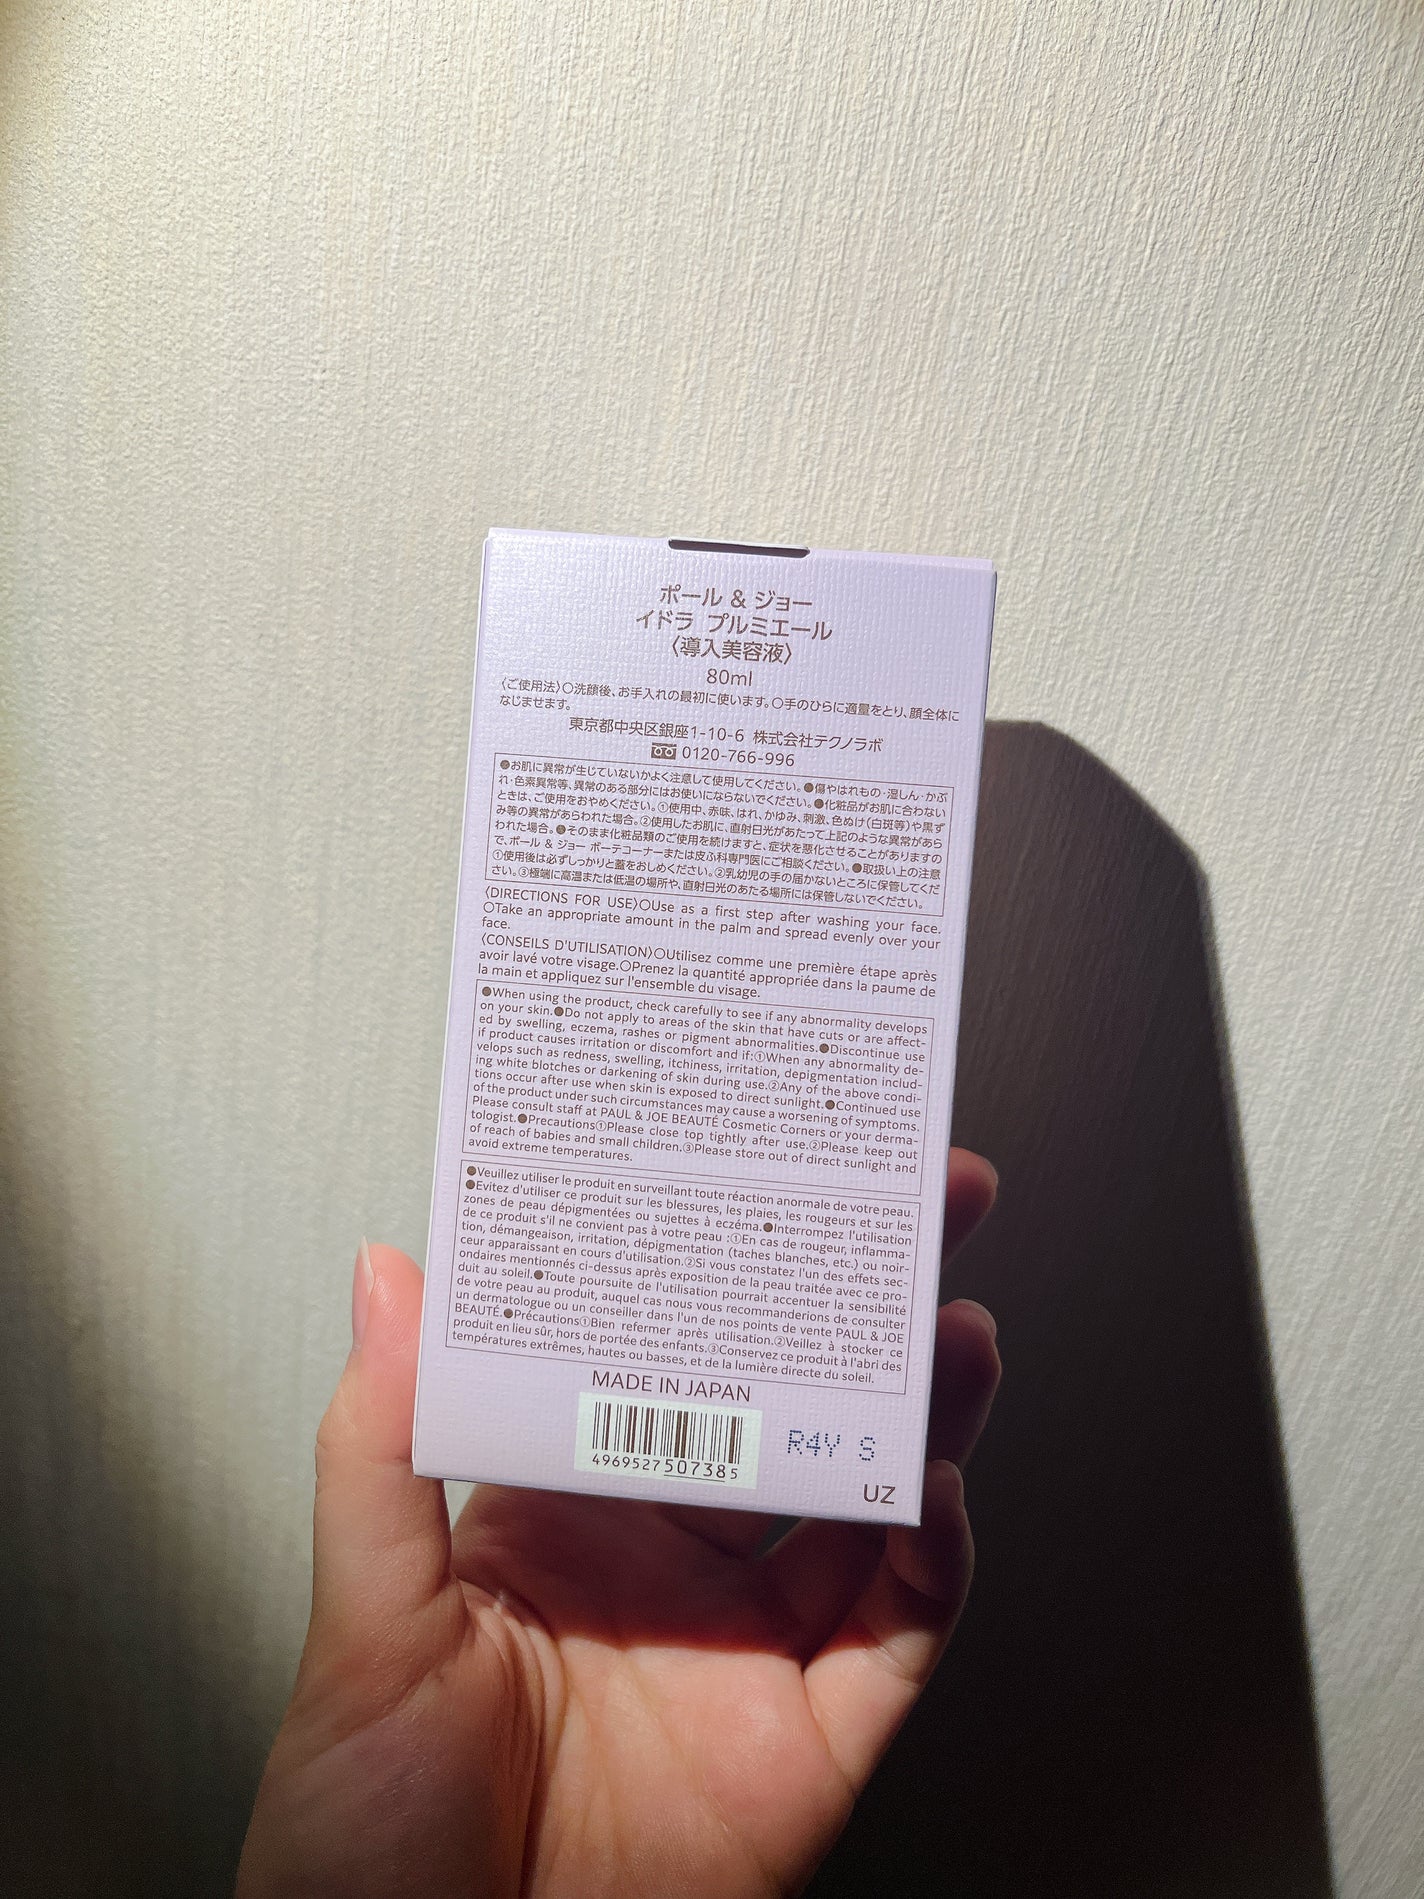 ポール & ジョー
イドラ プルミエール
〈導入美容液〉
80ml
〈ご使用法〉○洗顔後、お手入れの最初に使います。○手のひらに適量をとり、顔全体に
なじませます。
東京都中央区銀座1-10-6 株式会社テクノラボ
0120-766-996
●お肌に異常が生じていないかよく注意して使用してください。●傷やはれもの・湿しん・かぶ
れ・色素異常等、異常のある部分にはお使いにならないでください。●化粧品がお肌に合わない
ときは、ご使用をおやめください。①使用中、赤味、はれ、かゆみ、刺激、色ぬけ(白斑等)や黒ず
み等の異常があらわれた場合。②使用したお肌に、直射日光があたって上記のような異常があら
われた場合。●そのまま化粧品類のご使用を続けますと、症状を悪化させることがありますの
で、ポール & ジョー ボーテコーナーまたは皮ふ科専門医にご相談ください。●取扱い上の注意
①使用後は必ずしっかりと蓋をおしめください。②乳幼児の手の届かないところに保管してくだ
さい。③極端に高温または低温の場所や、直射日光のあたる場所には保管しないでください。
〈DIRECTIONS FOR USE〉○Use as a first step after washing your face.
○Take an appropriate amount in the palm and spread evenly over your
face.
〈CONSEILS D'UTILISATION〉○Utilisez comme une première étape après
avoir lavé votre visage.○Prenez la quantité appropriée dans la paume de
la main et appliquez sur l'ensemble du visage.
●When using the product, check carefully to see if any abnormality develops
on your skin.●Do not apply to areas of the skin that have cuts or are affect-
ed by swelling, eczema, rashes or pigment abnormalities.●Discontinue use
if product causes irritation or discomfort and if:①When any abnormality de-
velops such as redness, swelling, itchiness, irritation, depigmentation includ-
ing white blotches or darkening of skin during use.②Any of the above condi-
tions occur after use when skin is exposed to direct sunlight.●Continued use
of the product under such circumstances may cause a worsening of symptoms.
Please consult staff at PAUL & JOE BEAUTÉ Cosmetic Corners or your derma-
tologist.●Precautions①Please close top tightly after use.②Please keep out
of reach of babies and small children.③Please store out of direct sunlight and
avoid extreme temperatures.
●Veuillez utiliser le produit en surveillant toute réaction anormale de votre peau.
●Evitez d'utiliser ce produit sur les blessures, les plaies, les rougeurs et sur les
zones de peau dépigmentées ou sujettes à eczéma.●Interrompez l'utilisation
de ce produit s'il ne convient pas à votre peau :①En cas de rougeur, inflamma-
tion, démangeaison, irritation, dépigmentation (taches blanches, etc.) ou noir-
ceur apparaissant en cours d'utilisation.②Si vous constatez l'un des effets sec-
ondaires mentionnés ci-dessus après exposition de la peau traitée avec ce pro-
duit au soleil.●Toute poursuite de l'utilisation pourrait accentuer la sensibilité
de votre peau au produit, auquel cas nous vous recommanderions de consulter
un dermatologue ou un conseiller dans l'un de nos points de vente PAUL & JOE
BEAUTÉ.●Précautions①Bien refermer après utilisation.②Veillez à stocker ce
produit en lieu sûr, hors de portée des enfants.③Conservez ce produit à l'abri des
températures extrêmes, hautes ou basses, et de la lumière directe du soleil.
MADE IN JAPAN
4969527507385
R4Y S
UZ